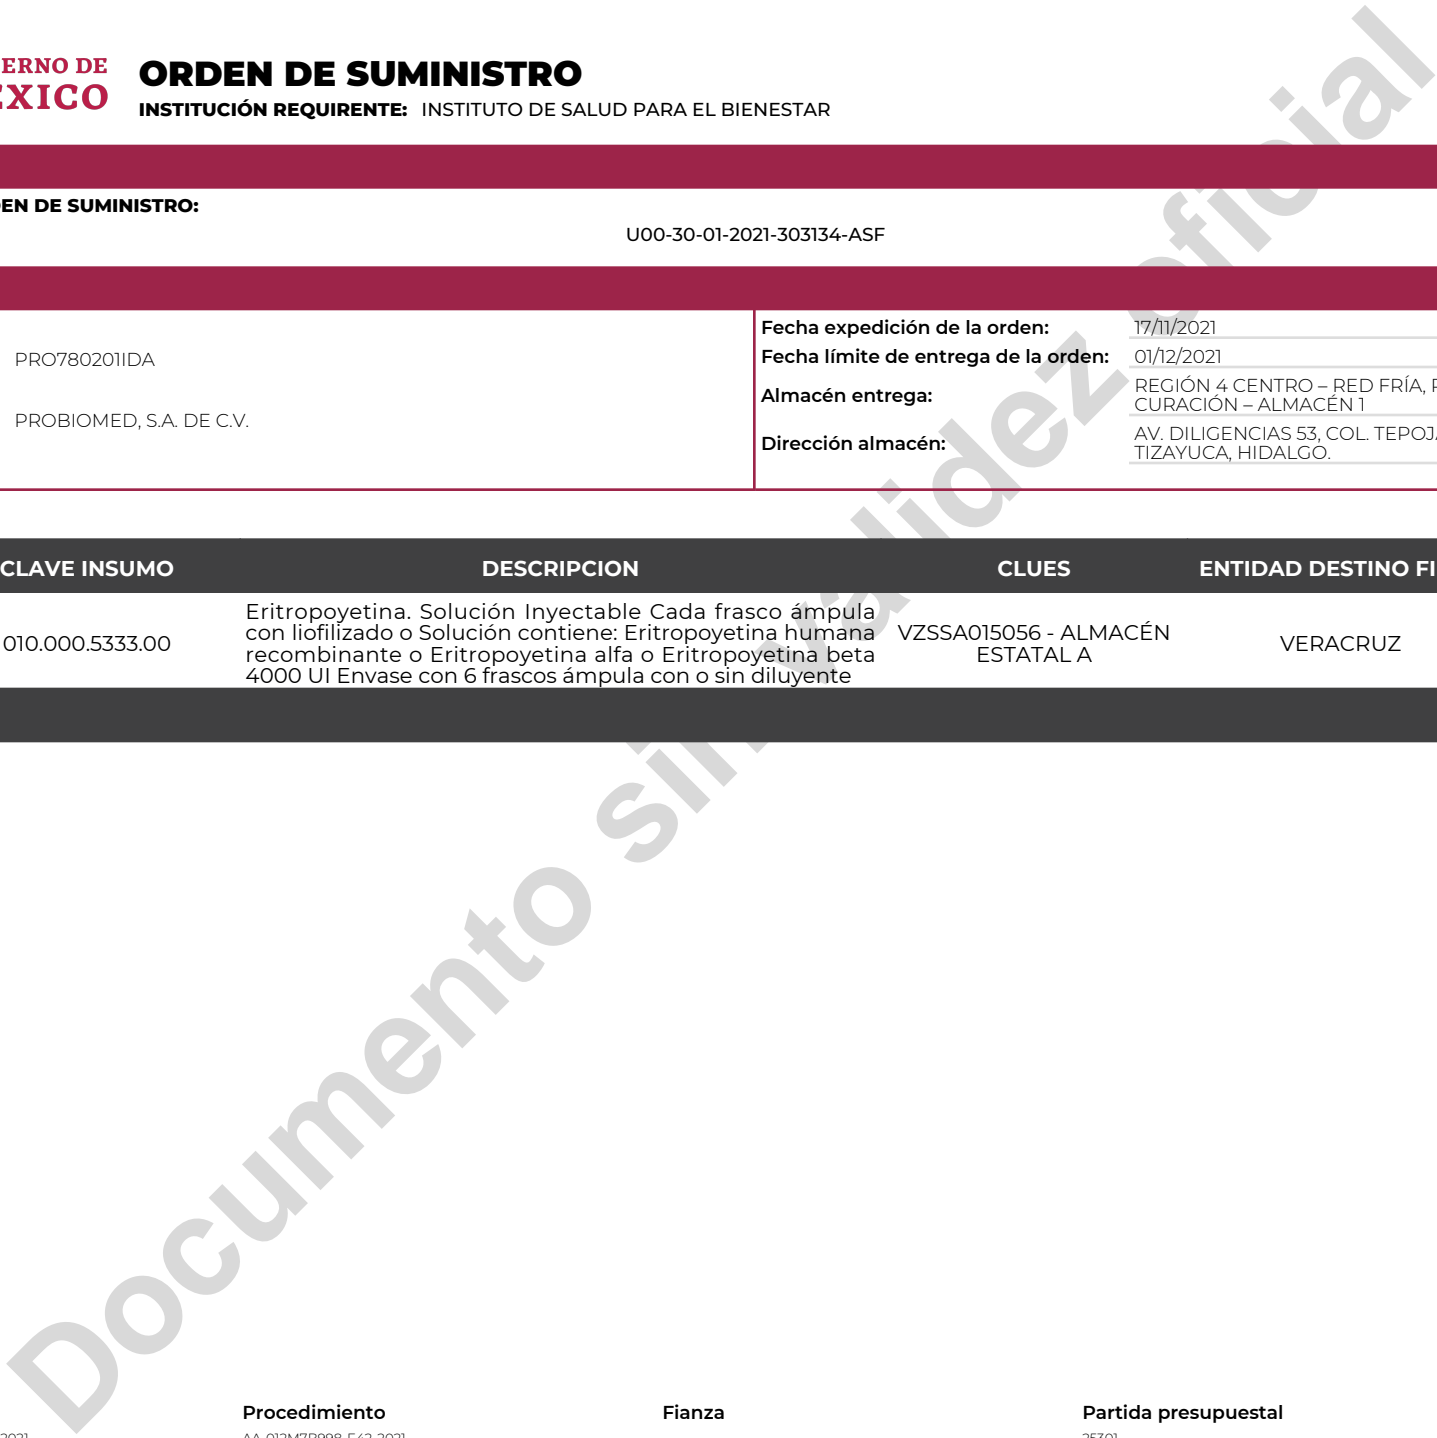 ERNO DE
ORDEN DE SUMINISTRO
INSTITUCIÓN REQUIRENTE: INSTITUTO DE SALUD PARA EL BIENESTAR
EN DE SUMINISTRO:
U00-30-01-2021-303134-ASF
PRO780201IDA
PROBIOMED, S.A. DE C.V.
Fecha expedición de la orden: 17/11/2021
Fecha límite de entrega de la orden: 01/12/2021
Almacén entrega: REGIÓN 4 CENTRO – RED FRÍA,
CURACIÓN – ALMACÉN 1
Dirección almacén: AV. DILIGENCIAS 53, COL. TEPOJ
TIZAYUCA, HIDALGO.
CLAVE INSUMO DESCRIPCION CLUES ENTIDAD DESTINO FI
010.000.5333.00
Eritropoyetina. Solución Inyectable Cada frasco ámpula
con liofilizado o Solución contiene: Eritropoyetina humana
recombinante o Eritropoyetina alfa o Eritropoyetina beta
4000 UI Envase con 6 frascos ámpula con o sin diluyente
VZSSA015056 - ALMACÉN
ESTATAL A
VERACRUZ
Documento sin validez oficial
Procedimiento Fianza Partida presupuestal